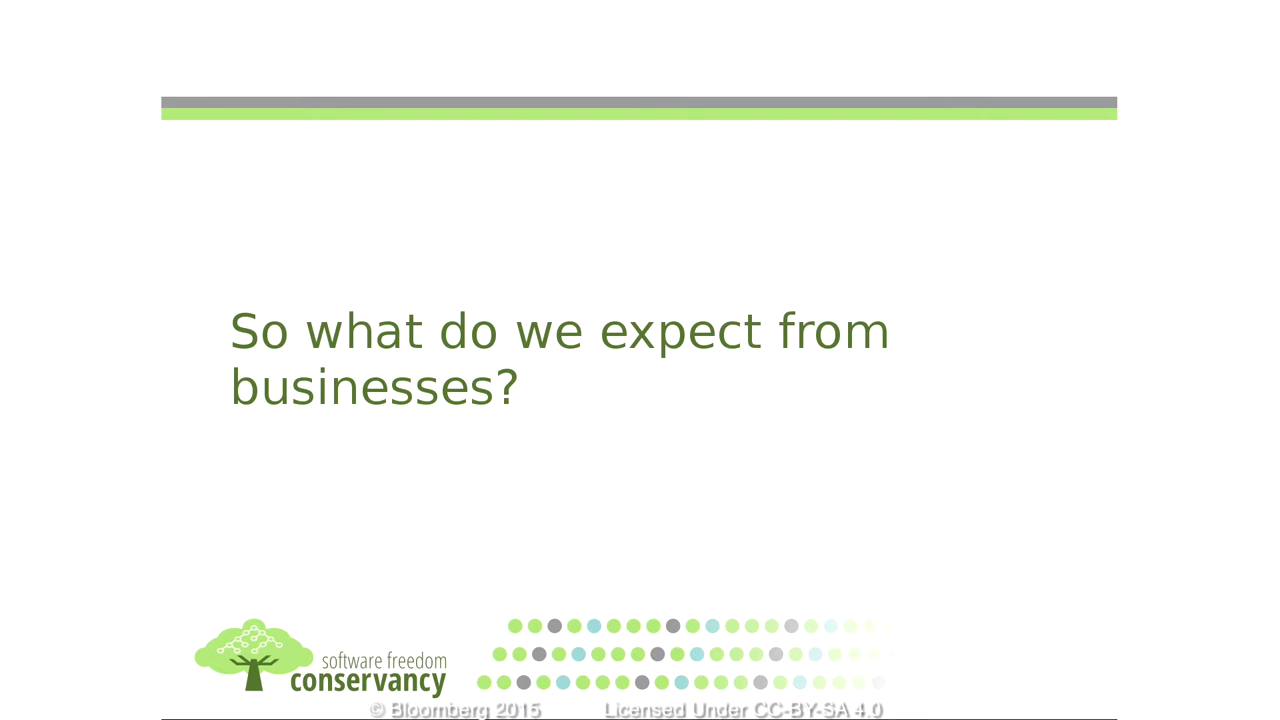 So what do we expect from
businesses?
software freedom
conservancy
© Bloomberg 2015 Licensed Under CC-BY-SA 4.0